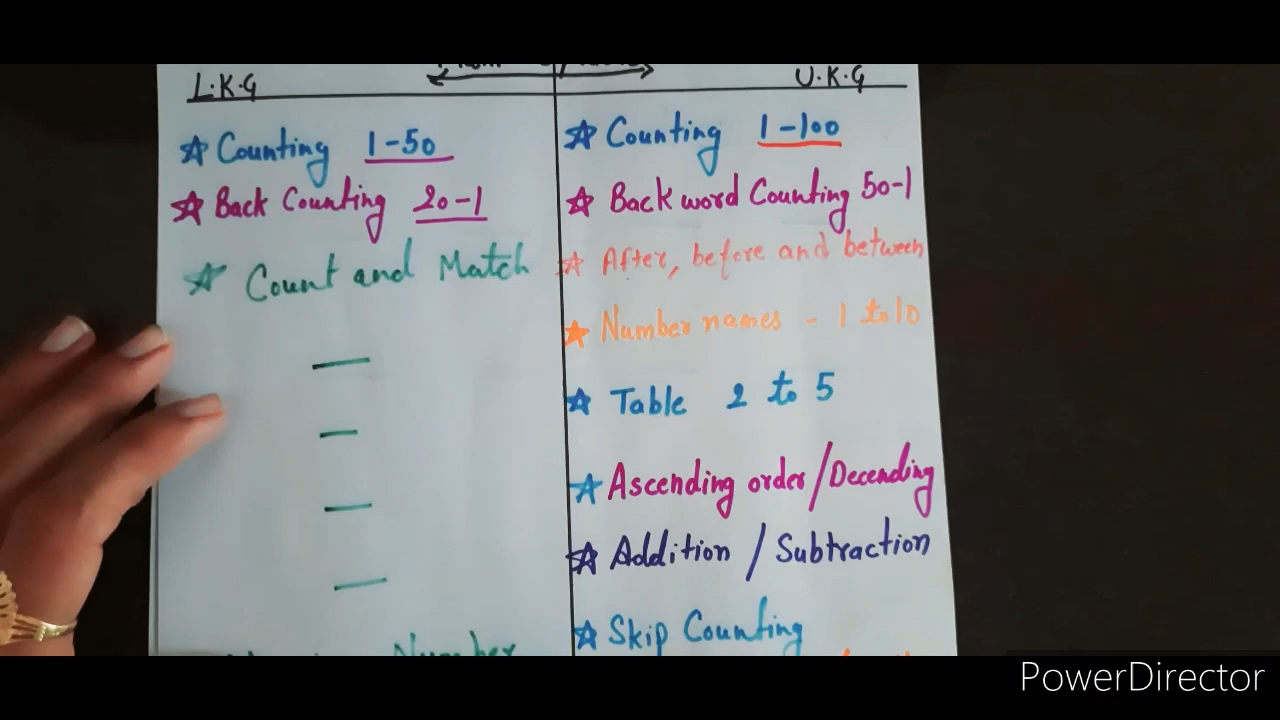 L.K.G
U.K.G
Counting 1-50
Back Counting 20-1
Count and Match
Number
Counting 1-100
Back word Counting 50-1
After, before and between
Number names - 1 to 10
Table 2 to 5
Ascending order/Decending
Addition / Subtraction
Skip Counting
PowerDirector